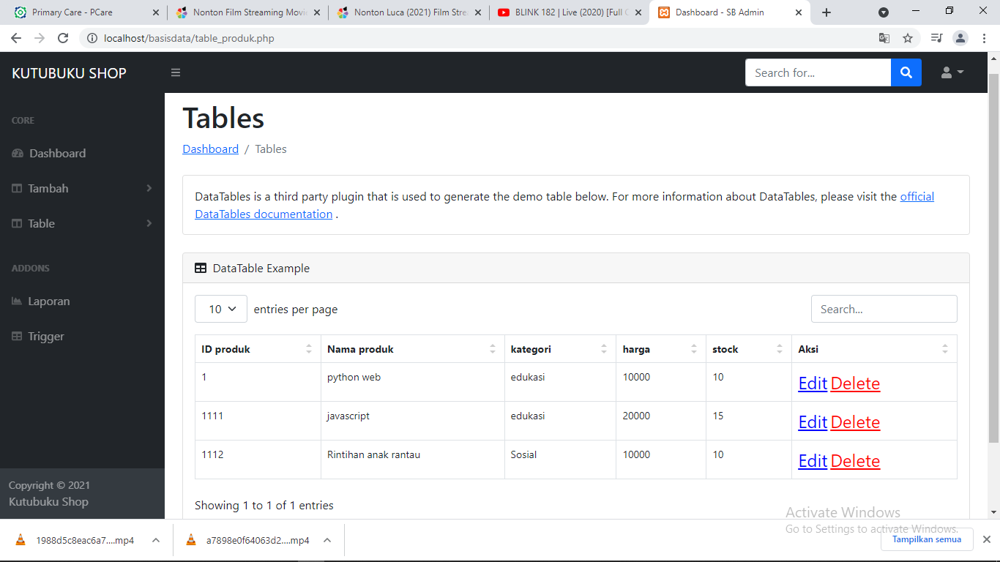 Primary Care - PCare
Nonton Film Streaming Movi
Nonton Luca (2021) Film Stre
BLINK 182 | Live (2020) [Full C
Dashboard - SB Admin
localhost/basisdata/table_produk.php
KUTUBUKU SHOP
Search for...
CORE
Dashboard
Tambah
Table
ADDONS
Laporan
Trigger
Copyright © 2021
Kutubuku Shop
Tables
Dashboard / Tables
DataTables is a third party plugin that is used to generate the demo table below. For more information about DataTables, please visit the official
DataTables documentation .
DataTable Example
10 entries per page
Search...
ID produk Nama produk kategori harga stock Aksi
1 python web edukasi 10000 10 Edit Delete
1111 javascript edukasi 20000 15 Edit Delete
1112 Rintihan anak rantau Sosial 10000 10 Edit Delete
Showing 1 to 1 of 1 entries
Activate Windows
Go to Settings to activate Windows.
1988d5c8eac6a7....mp4
a7898e0f64063d2....mp4
Tampilkan semua